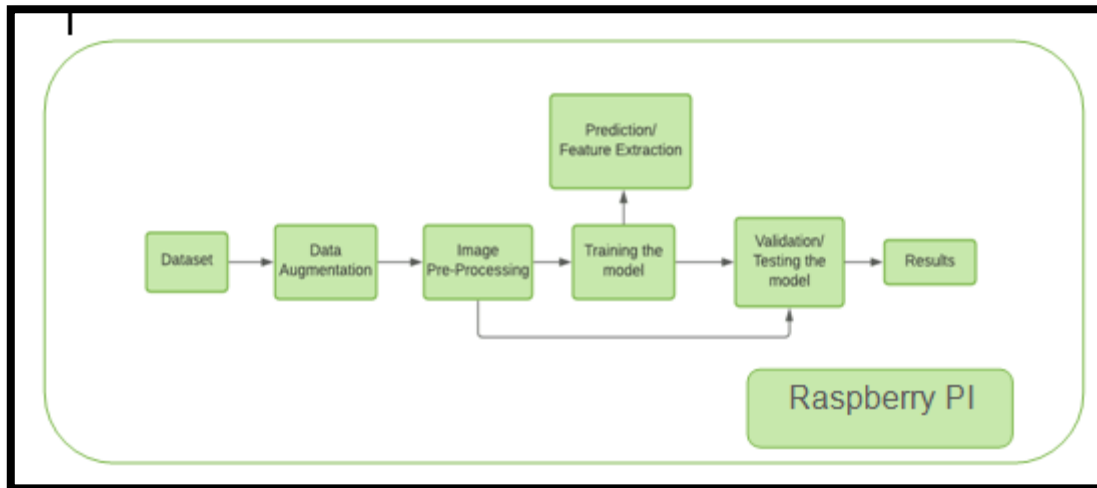 Prediction/
Feature Extraction
Dataset
Data
Augmentation
Image
Pre-Processing
Training the
model
Validation/
Testing the
model
Results
Raspberry PI